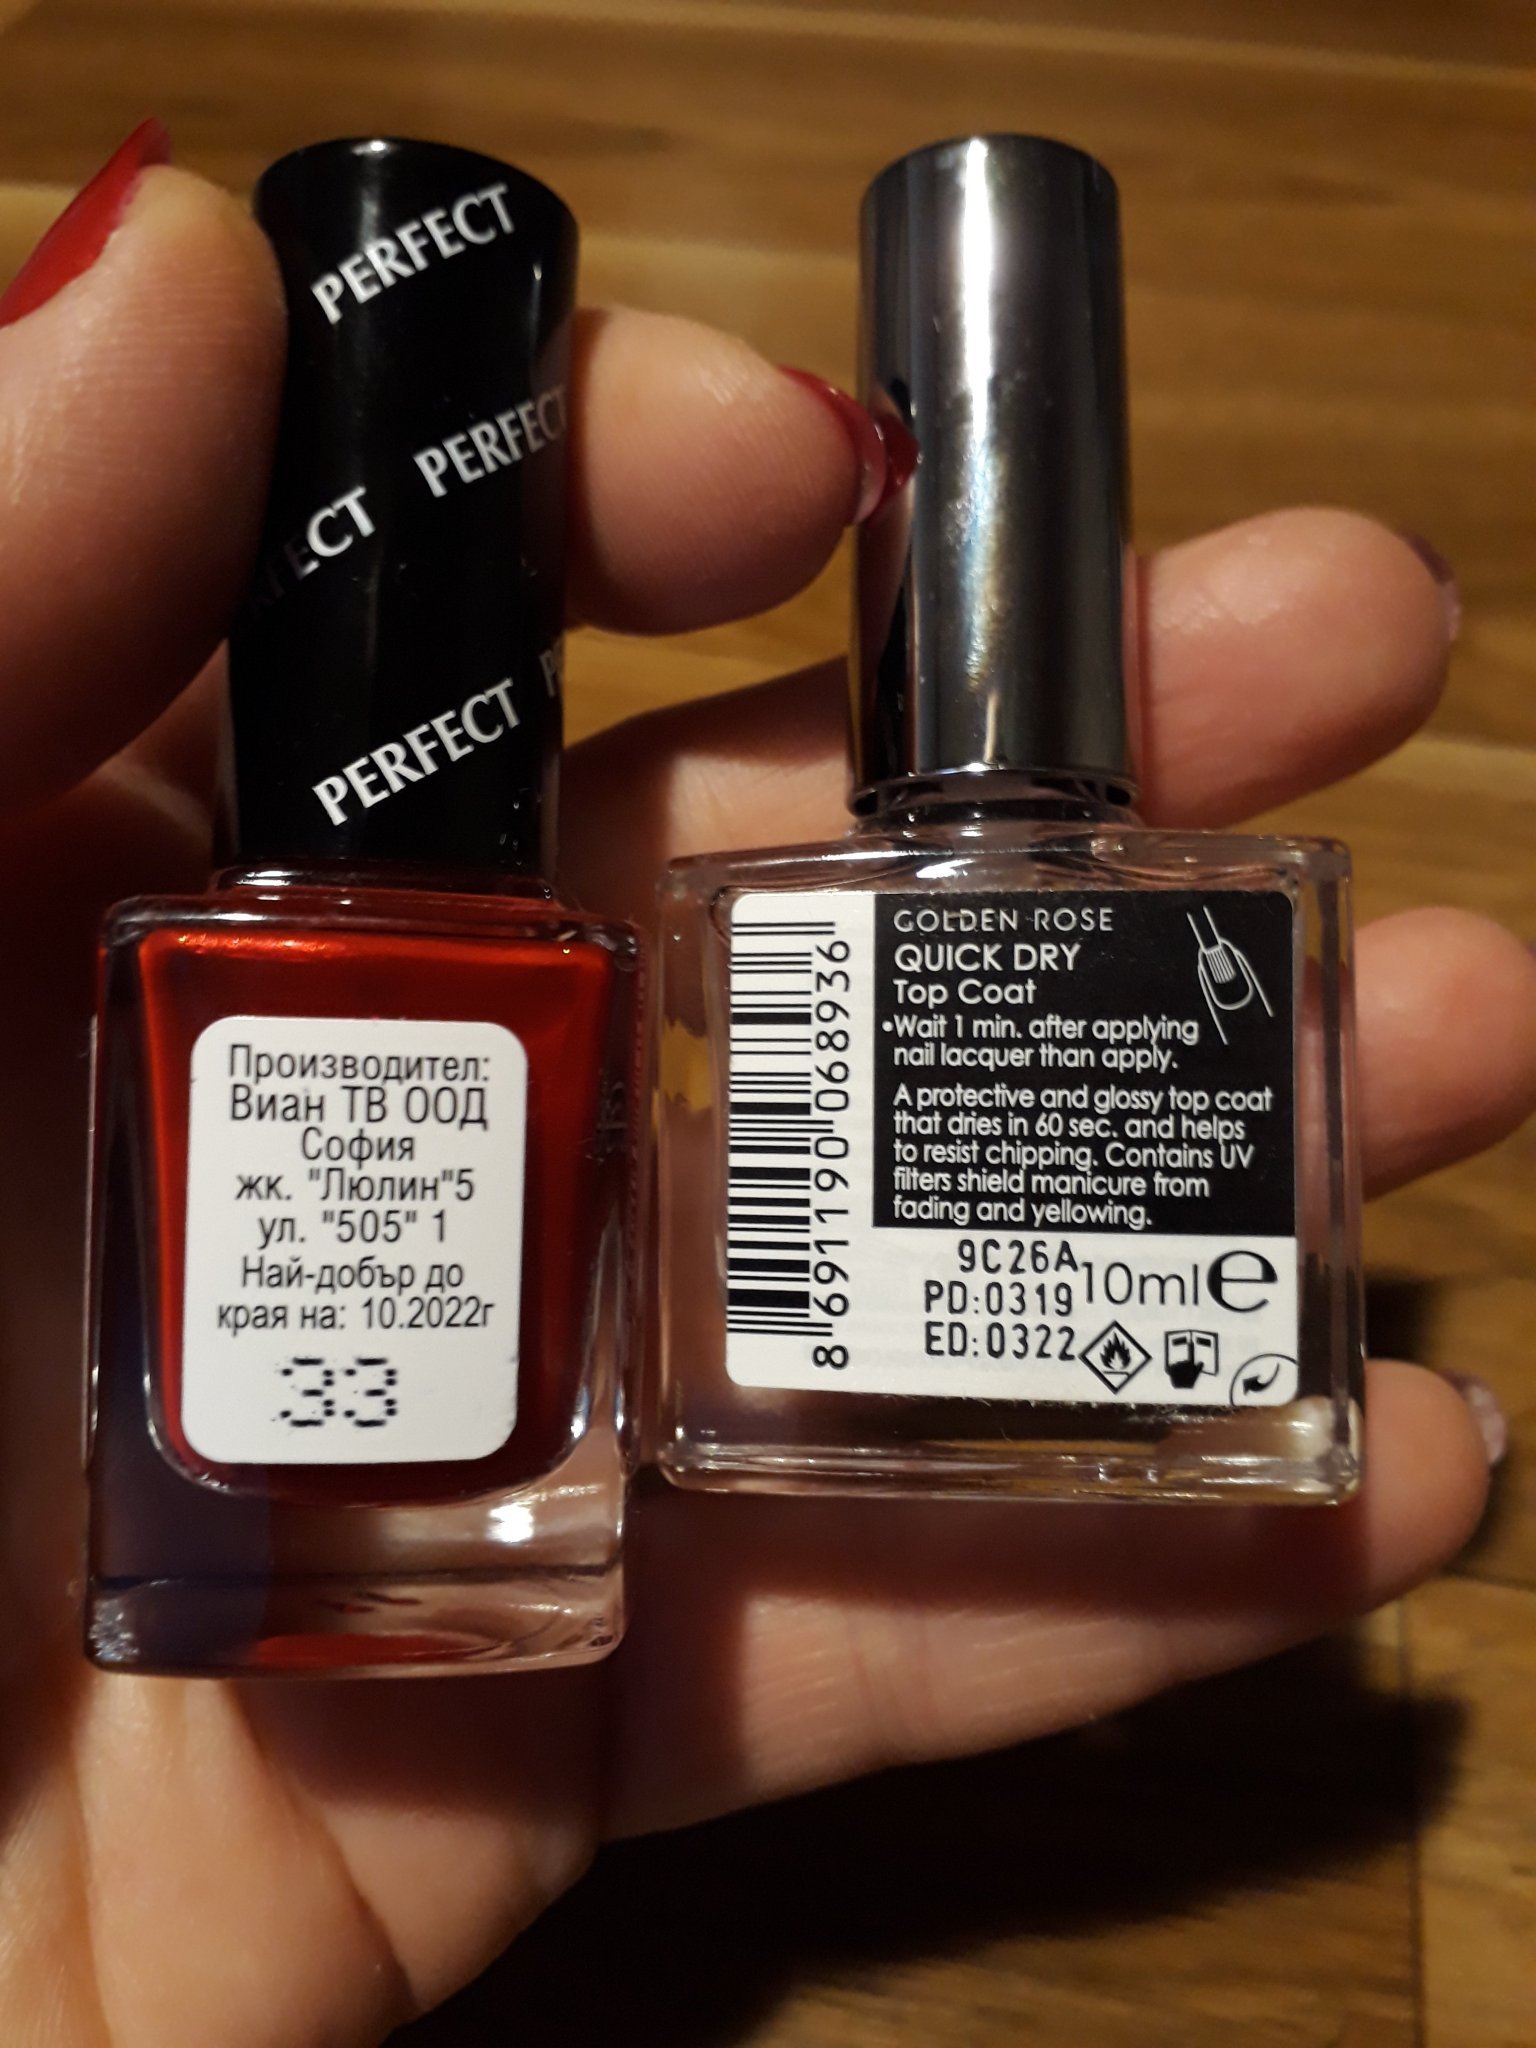 PERFECT
PERFECT
PERFECT
Производител:
Виан ТВ ООД
София
жк. "Люлин"5
ул. "505" 1
Най-добър до
края на: 10.2022г
33
GOLDEN ROSE
QUICK DRY
Top Coat
•Wait 1 min. after applying
nail lacquer than apply.
A protective and glossy top coat
that dries in 60 sec. and helps
to resist chipping. Contains UV
filters shield manicure from
fading and yellowing.
9C26A
PD:0319
10ml e
ED:0322
8 691190 068936